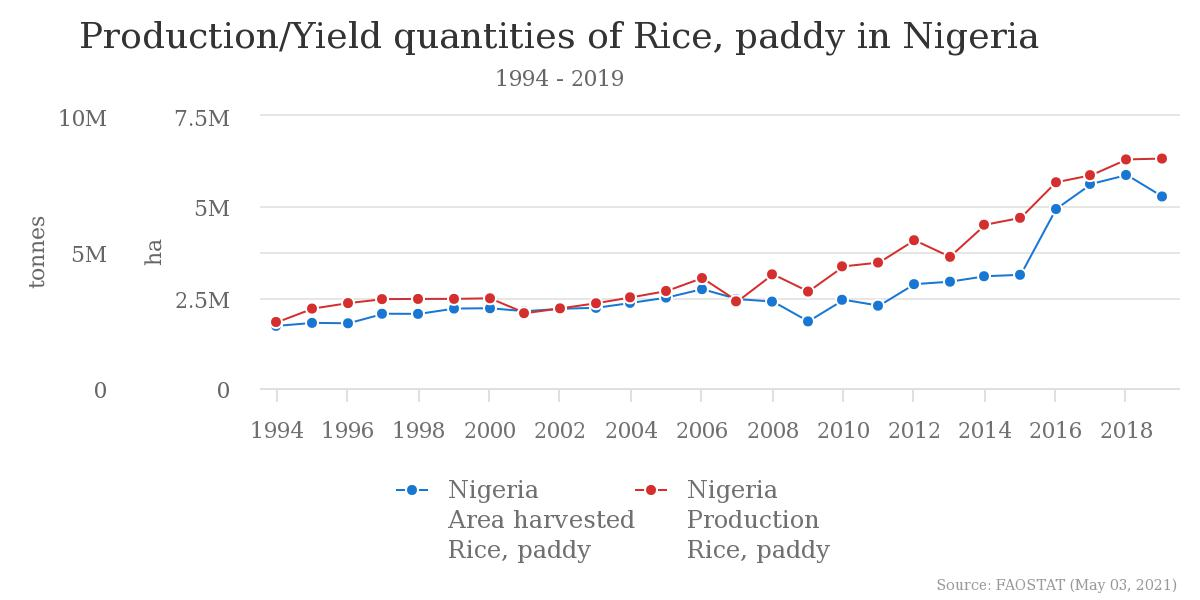 Production/Yield quantities of Rice, paddy in Nigeria
1994 - 2019
10M 7.5M
5M
5M
2.5M
0 0
tonnes
ha
1994 1996 1998 2000 2002 2004 2006 2008 2010 2012 2014 2016 2018
Nigeria Nigeria
Area harvested Production
Rice, paddy Rice, paddy
Source: FAOSTAT (May 03, 2021)